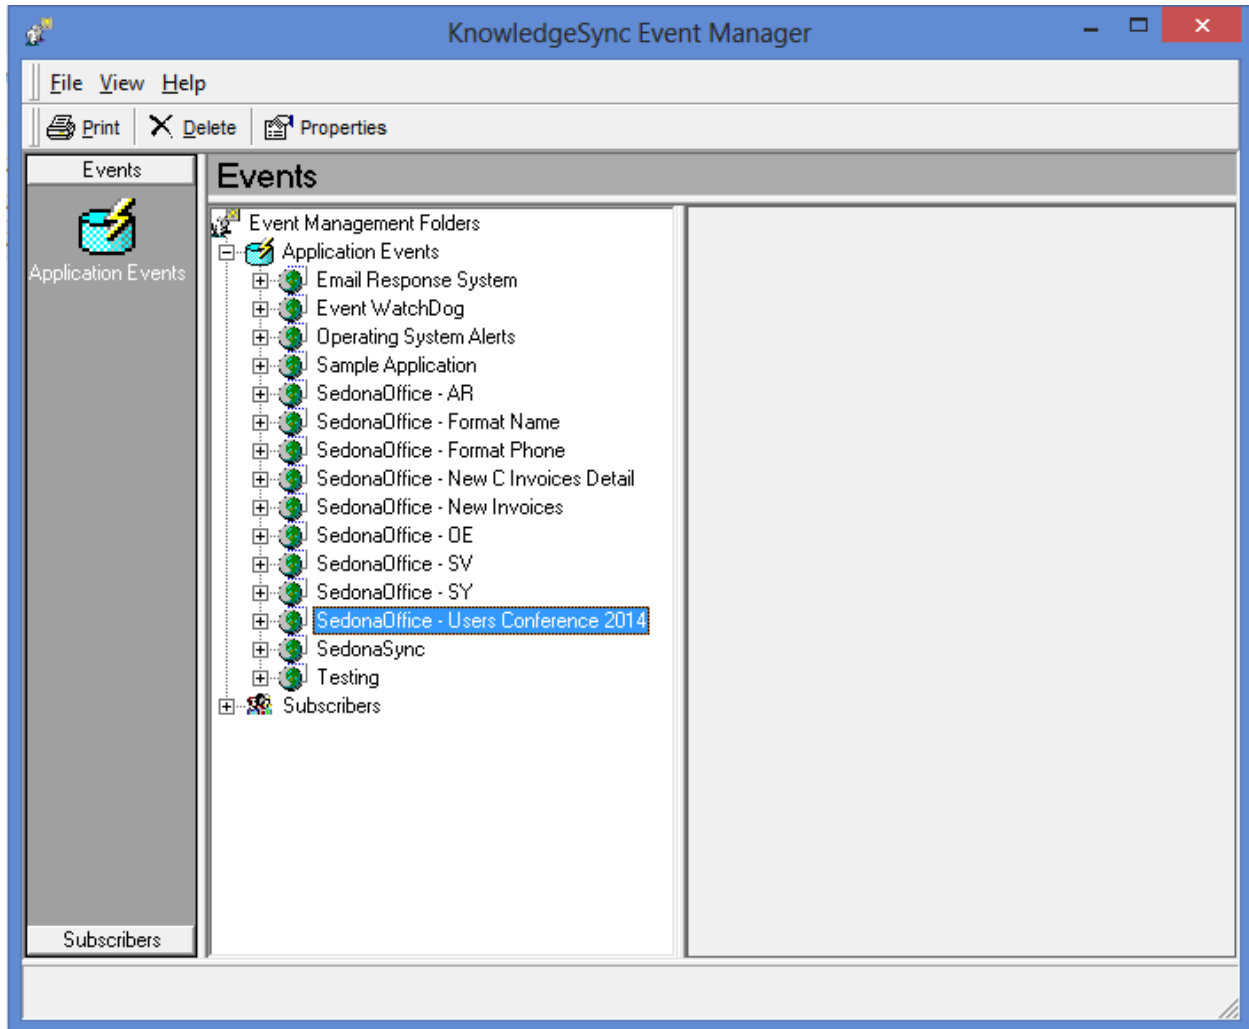 KnowledgeSync Event Manager
File View Help
Print Delete Properties
Events
Events
Application Events
Event Management Folders
Application Events
Email Response System
Event WatchDog
Operating System Alerts
Sample Application
SedonaOffice - AR
SedonaOffice - Format Name
SedonaOffice - Format Phone
SedonaOffice - New C Invoices Detail
SedonaOffice - New Invoices
SedonaOffice - OE
SedonaOffice - SV
SedonaOffice - SY
SedonaOffice - Users Conference 2014
SedonaSync
Testing
Subscribers
Subscribers